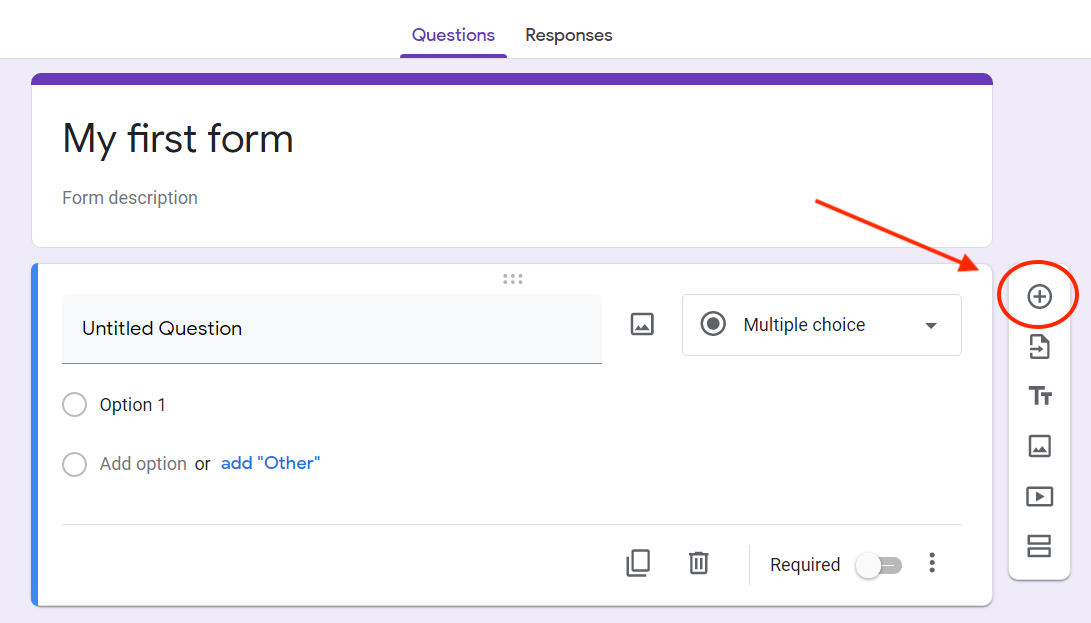 Questions Responses
My first form
Form description
Untitled Question
Multiple choice
Option 1
Add option or add "Other"
Required